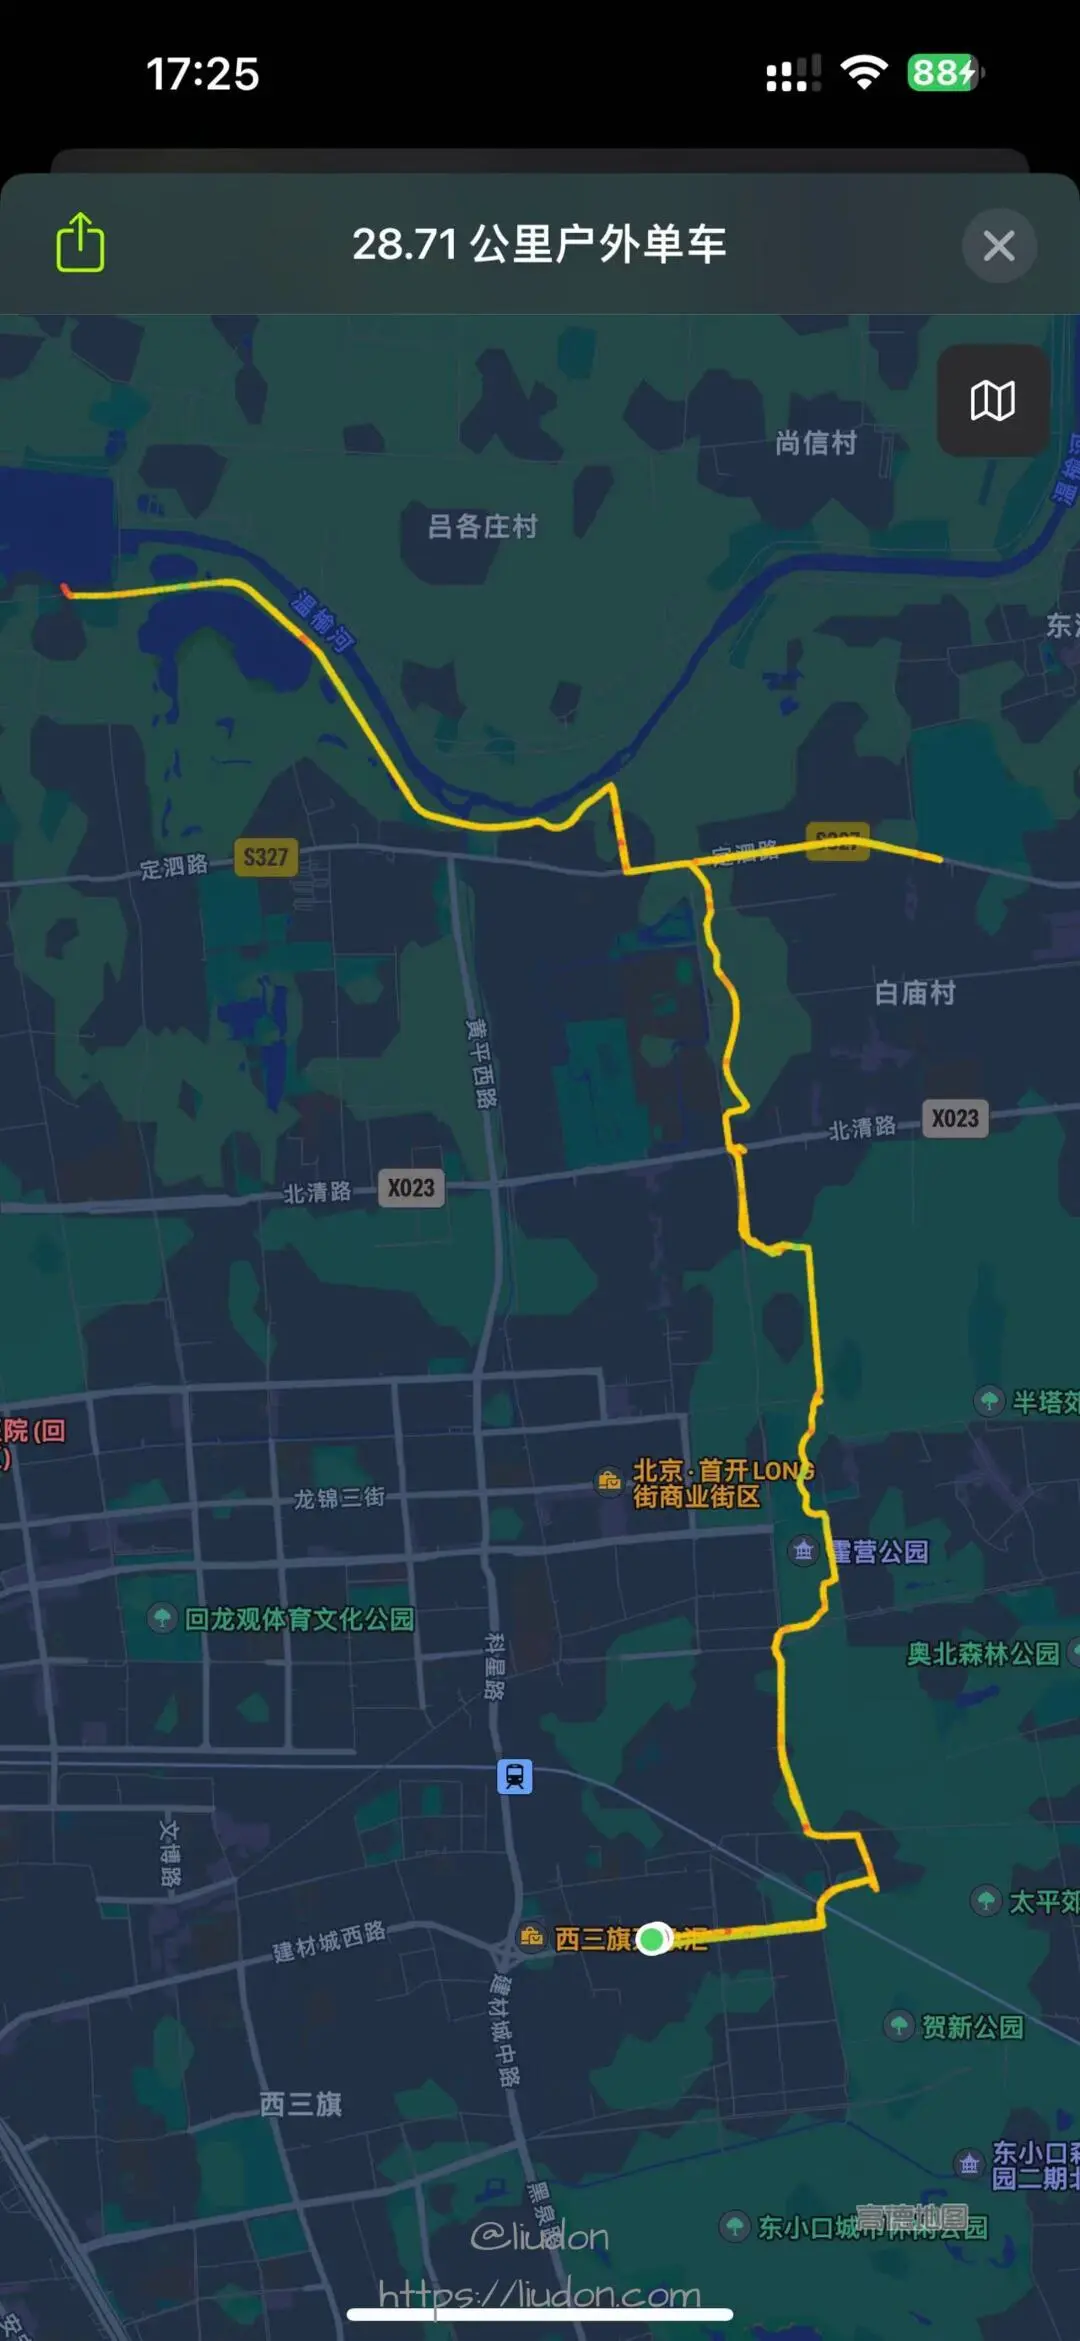 17:25
88
28.71 公里户外单车
尚信村
温榆河
吕各庄村
温榆河
定泗路
S327
定泗路
S327
白庙村
黄平西路
北清路
X023
北清路
X023
半塔郊
院(回
北京·首开LONG
街商业街区
龙锦三街
霍营公园
回龙观体育文化公园
科星路
奥北森林公园
文博路
太平郊
建材城西路
西三旗
建材城中路
贺新公园
西三旗
东小口森
园二期北
黑泉路
高德地图
东小口城市休闲公园
@liudon
https://liudon.com